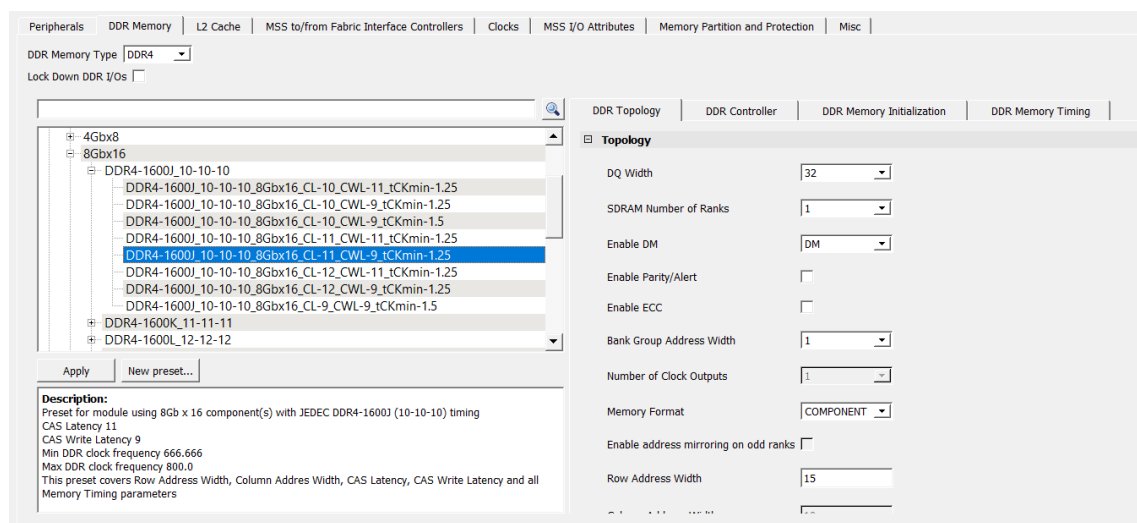 Peripherals DDR Memory L2 Cache MSS to/from Fabric Interface Controllers Clocks MSS I/O Attributes Memory Partition and Protection Misc
DDR Memory Type DDR4
Lock Down DDR I/Os
4Gbx8
8Gbx16
DDR4-1600J_10-10-10
DDR4-1600J_10-10-10_8Gbx16_CL-10_CWL-11_tCKmin-1.25
DDR4-1600J_10-10-10_8Gbx16_CL-10_CWL-9_tCKmin-1.25
DDR4-1600J_10-10-10_8Gbx16_CL-10_CWL-9_tCKmin-1.5
DDR4-1600J_10-10-10_8Gbx16_CL-11_CWL-11_tCKmin-1.25
DDR4-1600J_10-10-10_8Gbx16_CL-11_CWL-9_tCKmin-1.25
DDR4-1600J_10-10-10_8Gbx16_CL-12_CWL-11_tCKmin-1.25
DDR4-1600J_10-10-10_8Gbx16_CL-12_CWL-9_tCKmin-1.25
DDR4-1600J_10-10-10_8Gbx16_CL-9_CWL-9_tCKmin-1.5
DDR4-1600K_11-11-11
DDR4-1600L_12-12-12
Apply New preset...
Description:
Preset for module using 8Gb x 16 component(s) with JEDEC DDR4-1600J (10-10-10) timing
CAS Latency 11
CAS Write Latency 9
Min DDR clock frequency 666.666
Max DDR clock frequency 800.0
This preset covers Row Address Width, Column Addres Width, CAS Latency, CAS Write Latency and all
Memory Timing parameters
DDR Topology DDR Controller DDR Memory Initialization DDR Memory Timing
Topology
DQ Width 32
SDRAM Number of Ranks 1
Enable DM DM
Enable Parity/Alert
Enable ECC
Bank Group Address Width 1
Number of Clock Outputs 1
Memory Format COMPONENT
Enable address mirroring on odd ranks
Row Address Width 15